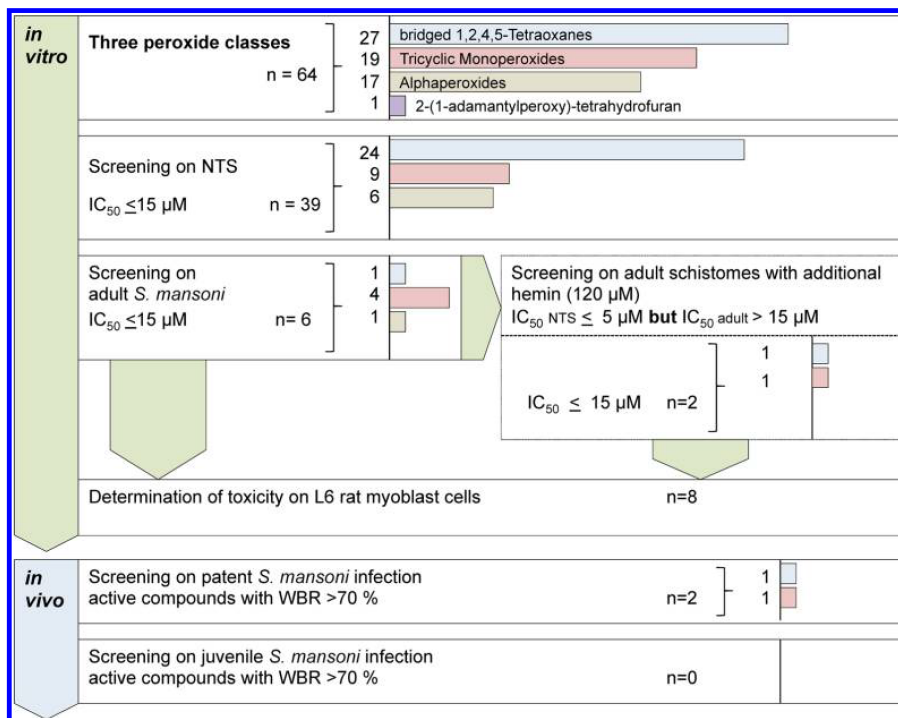 in
vitro
Three peroxide classes
n = 64
27
19
17
1
bridged 1,2,4,5-Tetraoxanes
Tricyclic Monoperoxides
Alphaperoxides
2-(1-adamantylperoxy)-tetrahydrofuran
Screening on NTS
IC50 ≤15 µM n = 39
24
9
6
Screening on
adult S. mansoni
IC50 ≤15 µM n= 6
1
4
1
Screening on adult schistomes with additional
hemin (120 µM)
IC50 NTS ≤ 5 µM but IC50 adult > 15 µM
IC50 ≤ 15 µM n=2
1
1
Determination of toxicity on L6 rat myoblast cells n=8
in
vivo
Screening on patent S. mansoni infection
active compounds with WBR >70 % n=2
1
1
Screening on juvenile S. mansoni infection
active compounds with WBR >70 % n=0